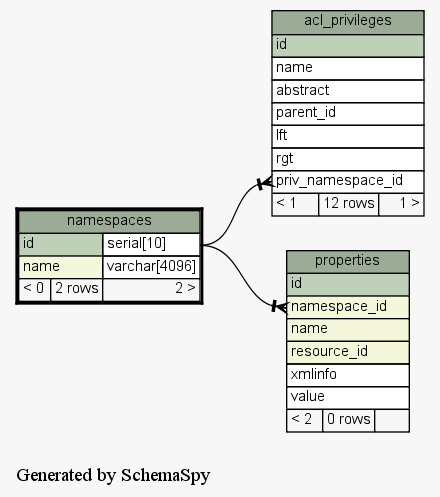 acl_privileges
id
name
abstract
parent_id
lft
rgt
priv_namespace_id
< 1 12 rows 1 >
namespaces
id serial[10]
name varchar[4096]
< 0 2 rows 2 >
properties
id
namespace_id
name
resource_id
xmlinfo
value
< 2 0 rows
Generated by SchemaSpy